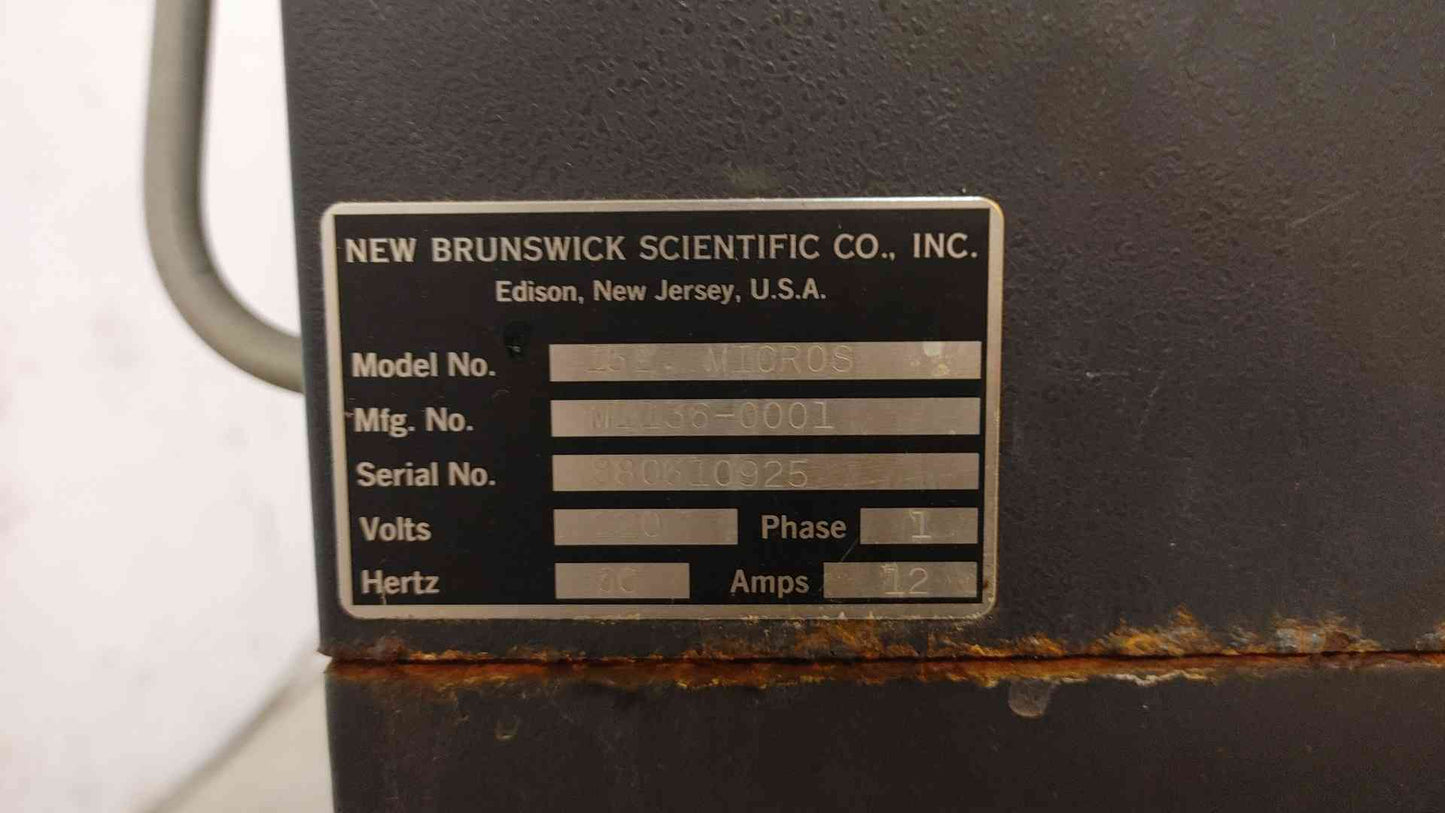 NEW BRUNSWICK SCIENTIFIC CO., INC.
Edison, New Jersey, U.S.A.
Model No. MICROS
Mfg. No. M1136-0001
Serial No.
Volts Phase 1
Hertz Amps 12